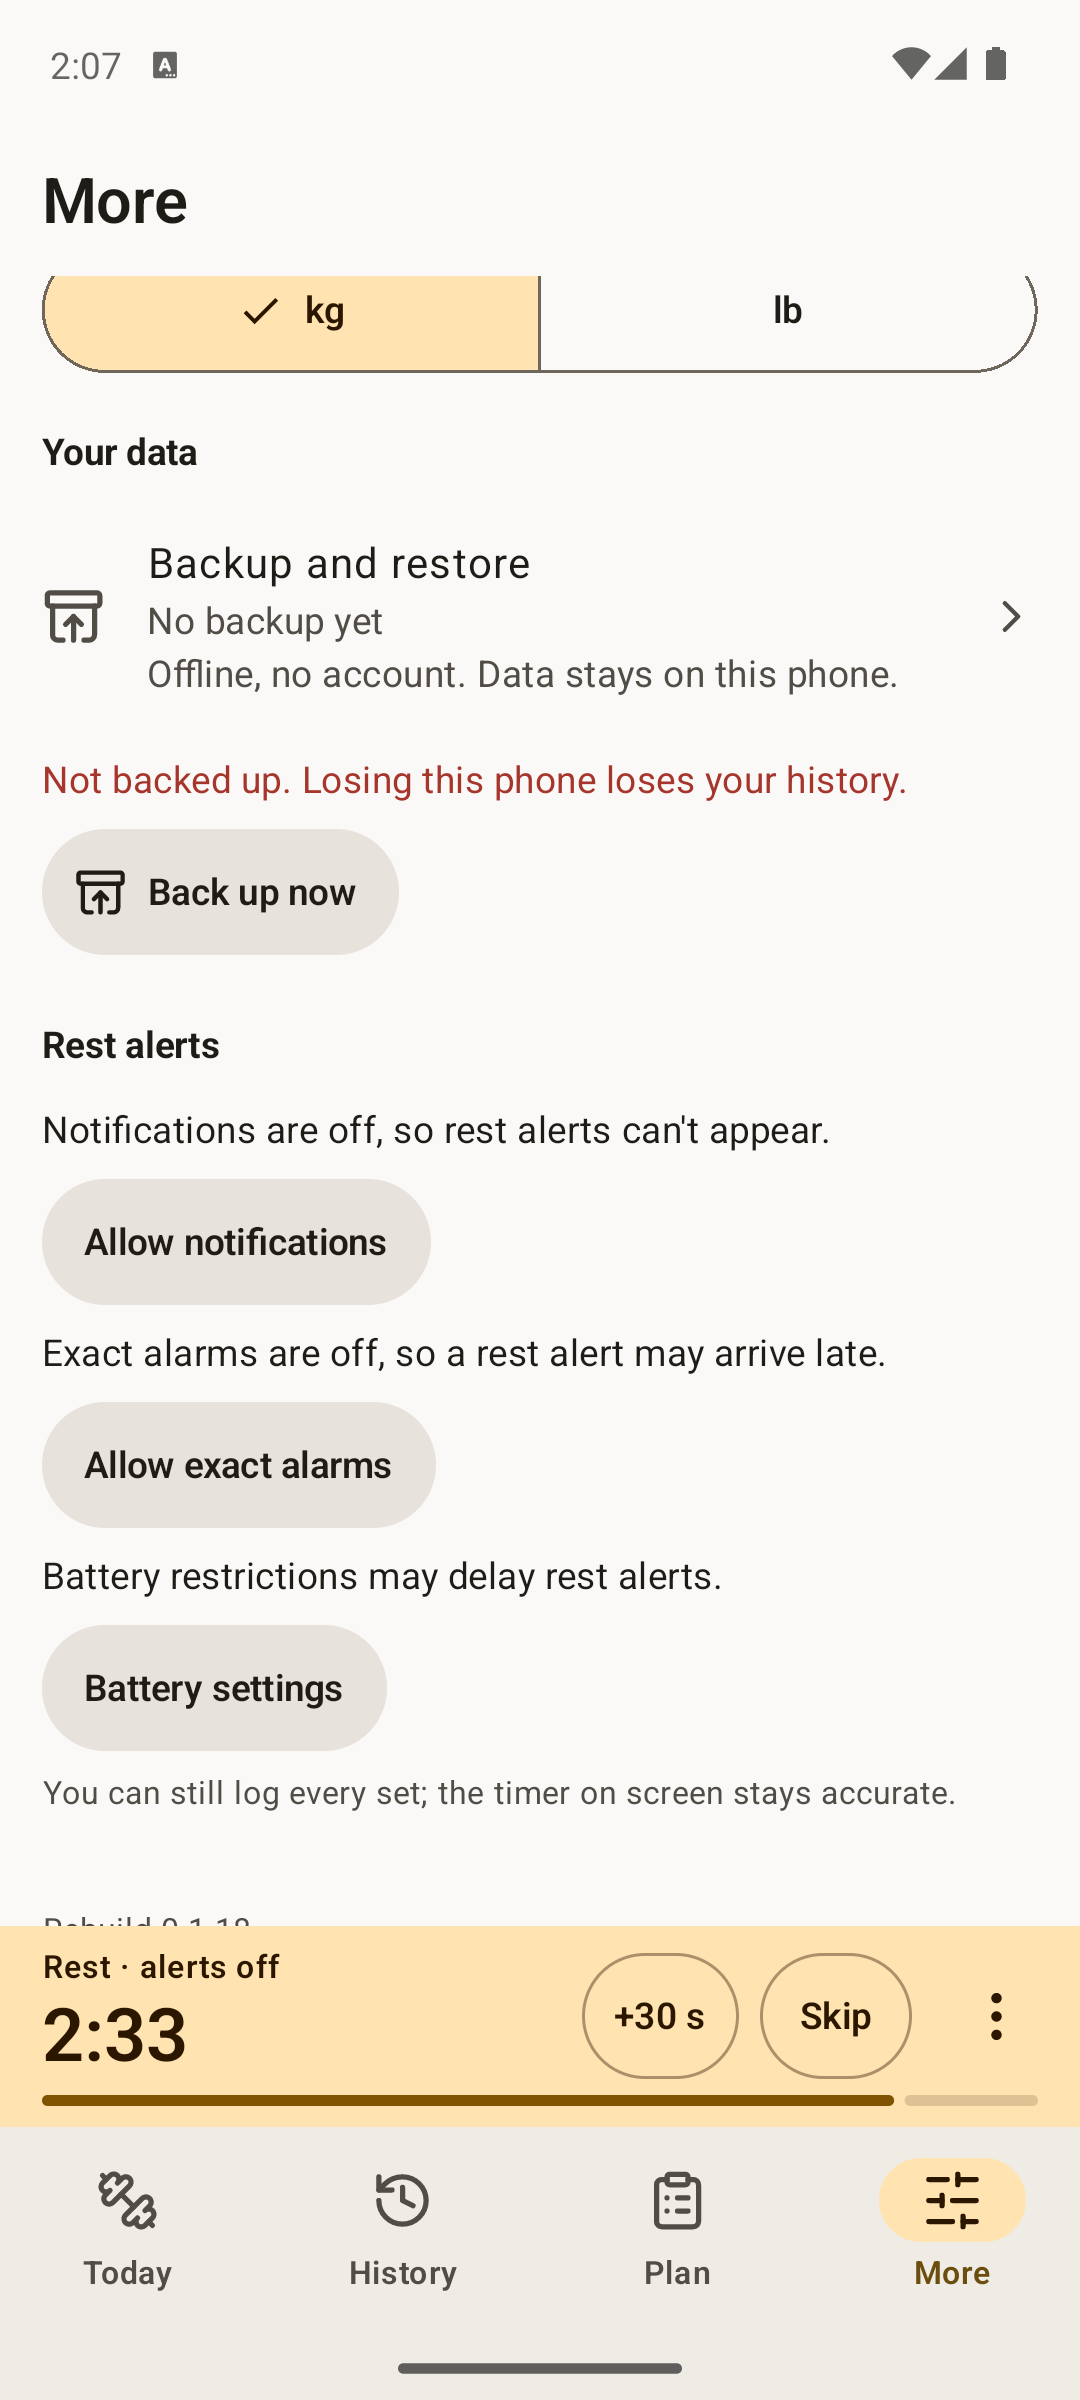 2:07
More
kg
lb
Your data
Backup and restore
No backup yet
Offline, no account. Data stays on this phone.
Not backed up. Losing this phone loses your history.
Back up now
Rest alerts
Notifications are off, so rest alerts can't appear.
Allow notifications
Exact alarms are off, so a rest alert may arrive late.
Allow exact alarms
Battery restrictions may delay rest alerts.
Battery settings
You can still log every set; the timer on screen stays accurate.
Rest · alerts off
2:33
+30 s
Skip
Today
History
Plan
More